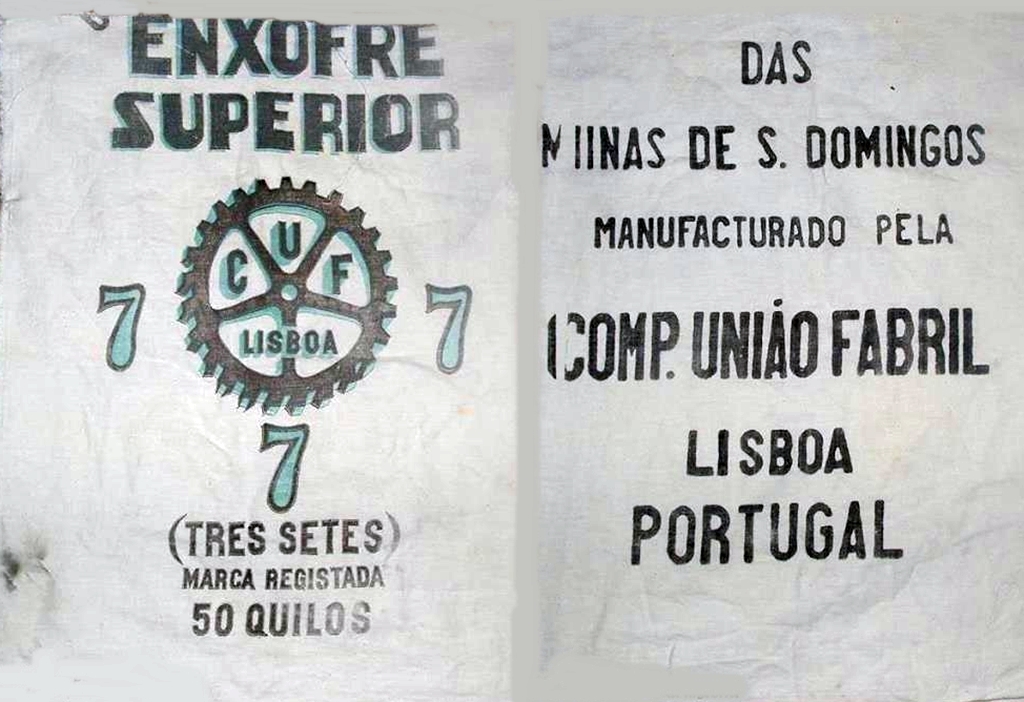 ENXOFRE
SUPERIOR
C U F
LISBOA
7 7
7
(TRES SETES)
MARCA REGISTADA
50 QUILOS
DAS
MINAS DE S. DOMINGOS
MANUFACTURADO PELA
COMP. UNIÃO FABRIL
LISBOA
PORTUGAL